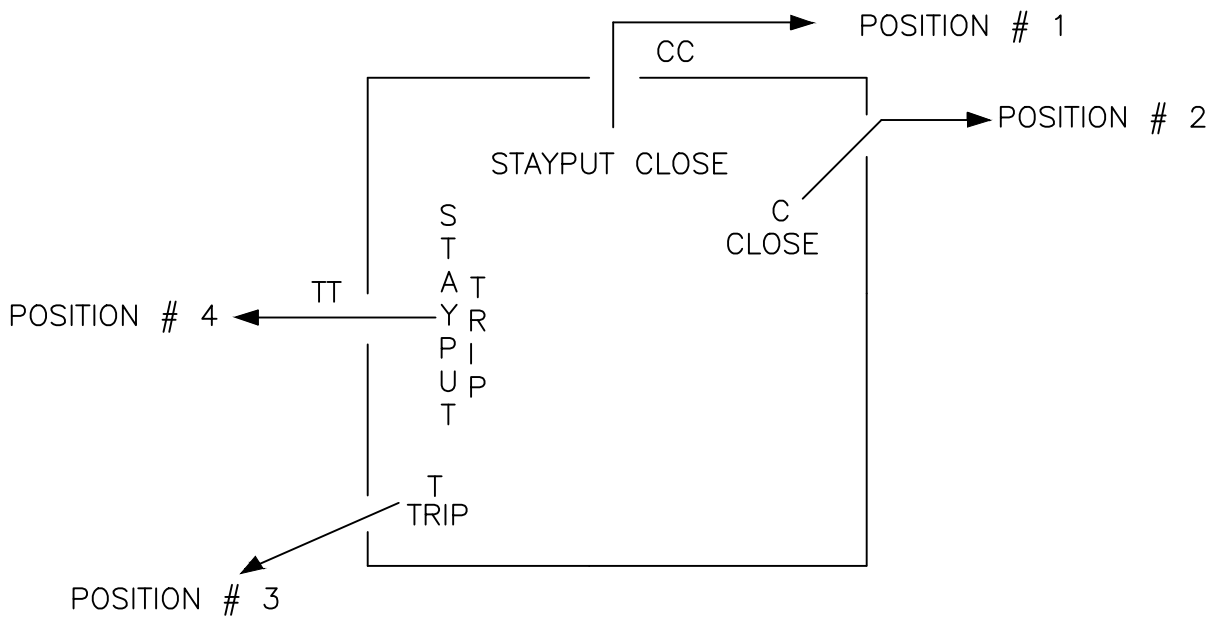 POSITION # 1
CC
POSITION # 2
STAYPUT CLOSE
C
CLOSE
STAYPUT
TRIP
TT
POSITION # 4
T
TRIP
POSITION # 3